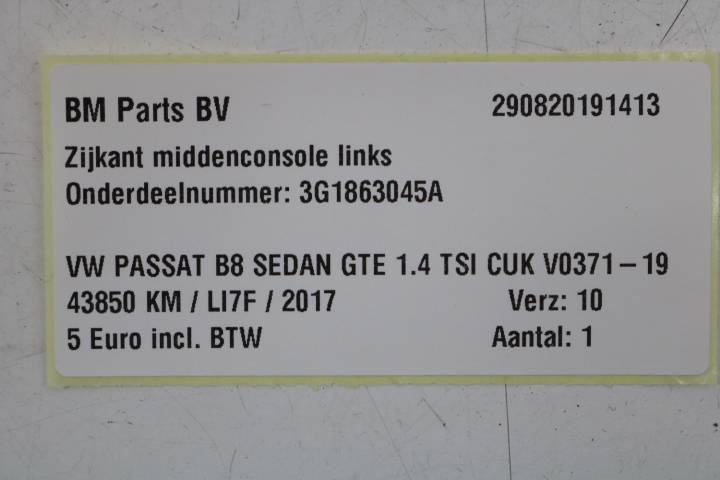 BM Parts BV 290820191413
Zijkant middenconsole links
Onderdeelnummer: 3G1863045A
VW PASSAT B8 SEDAN GTE 1.4 TSI CUK V0371-19
43850 KM / LI7F / 2017 Verz: 10
5 Euro incl. BTW Aantal: 1